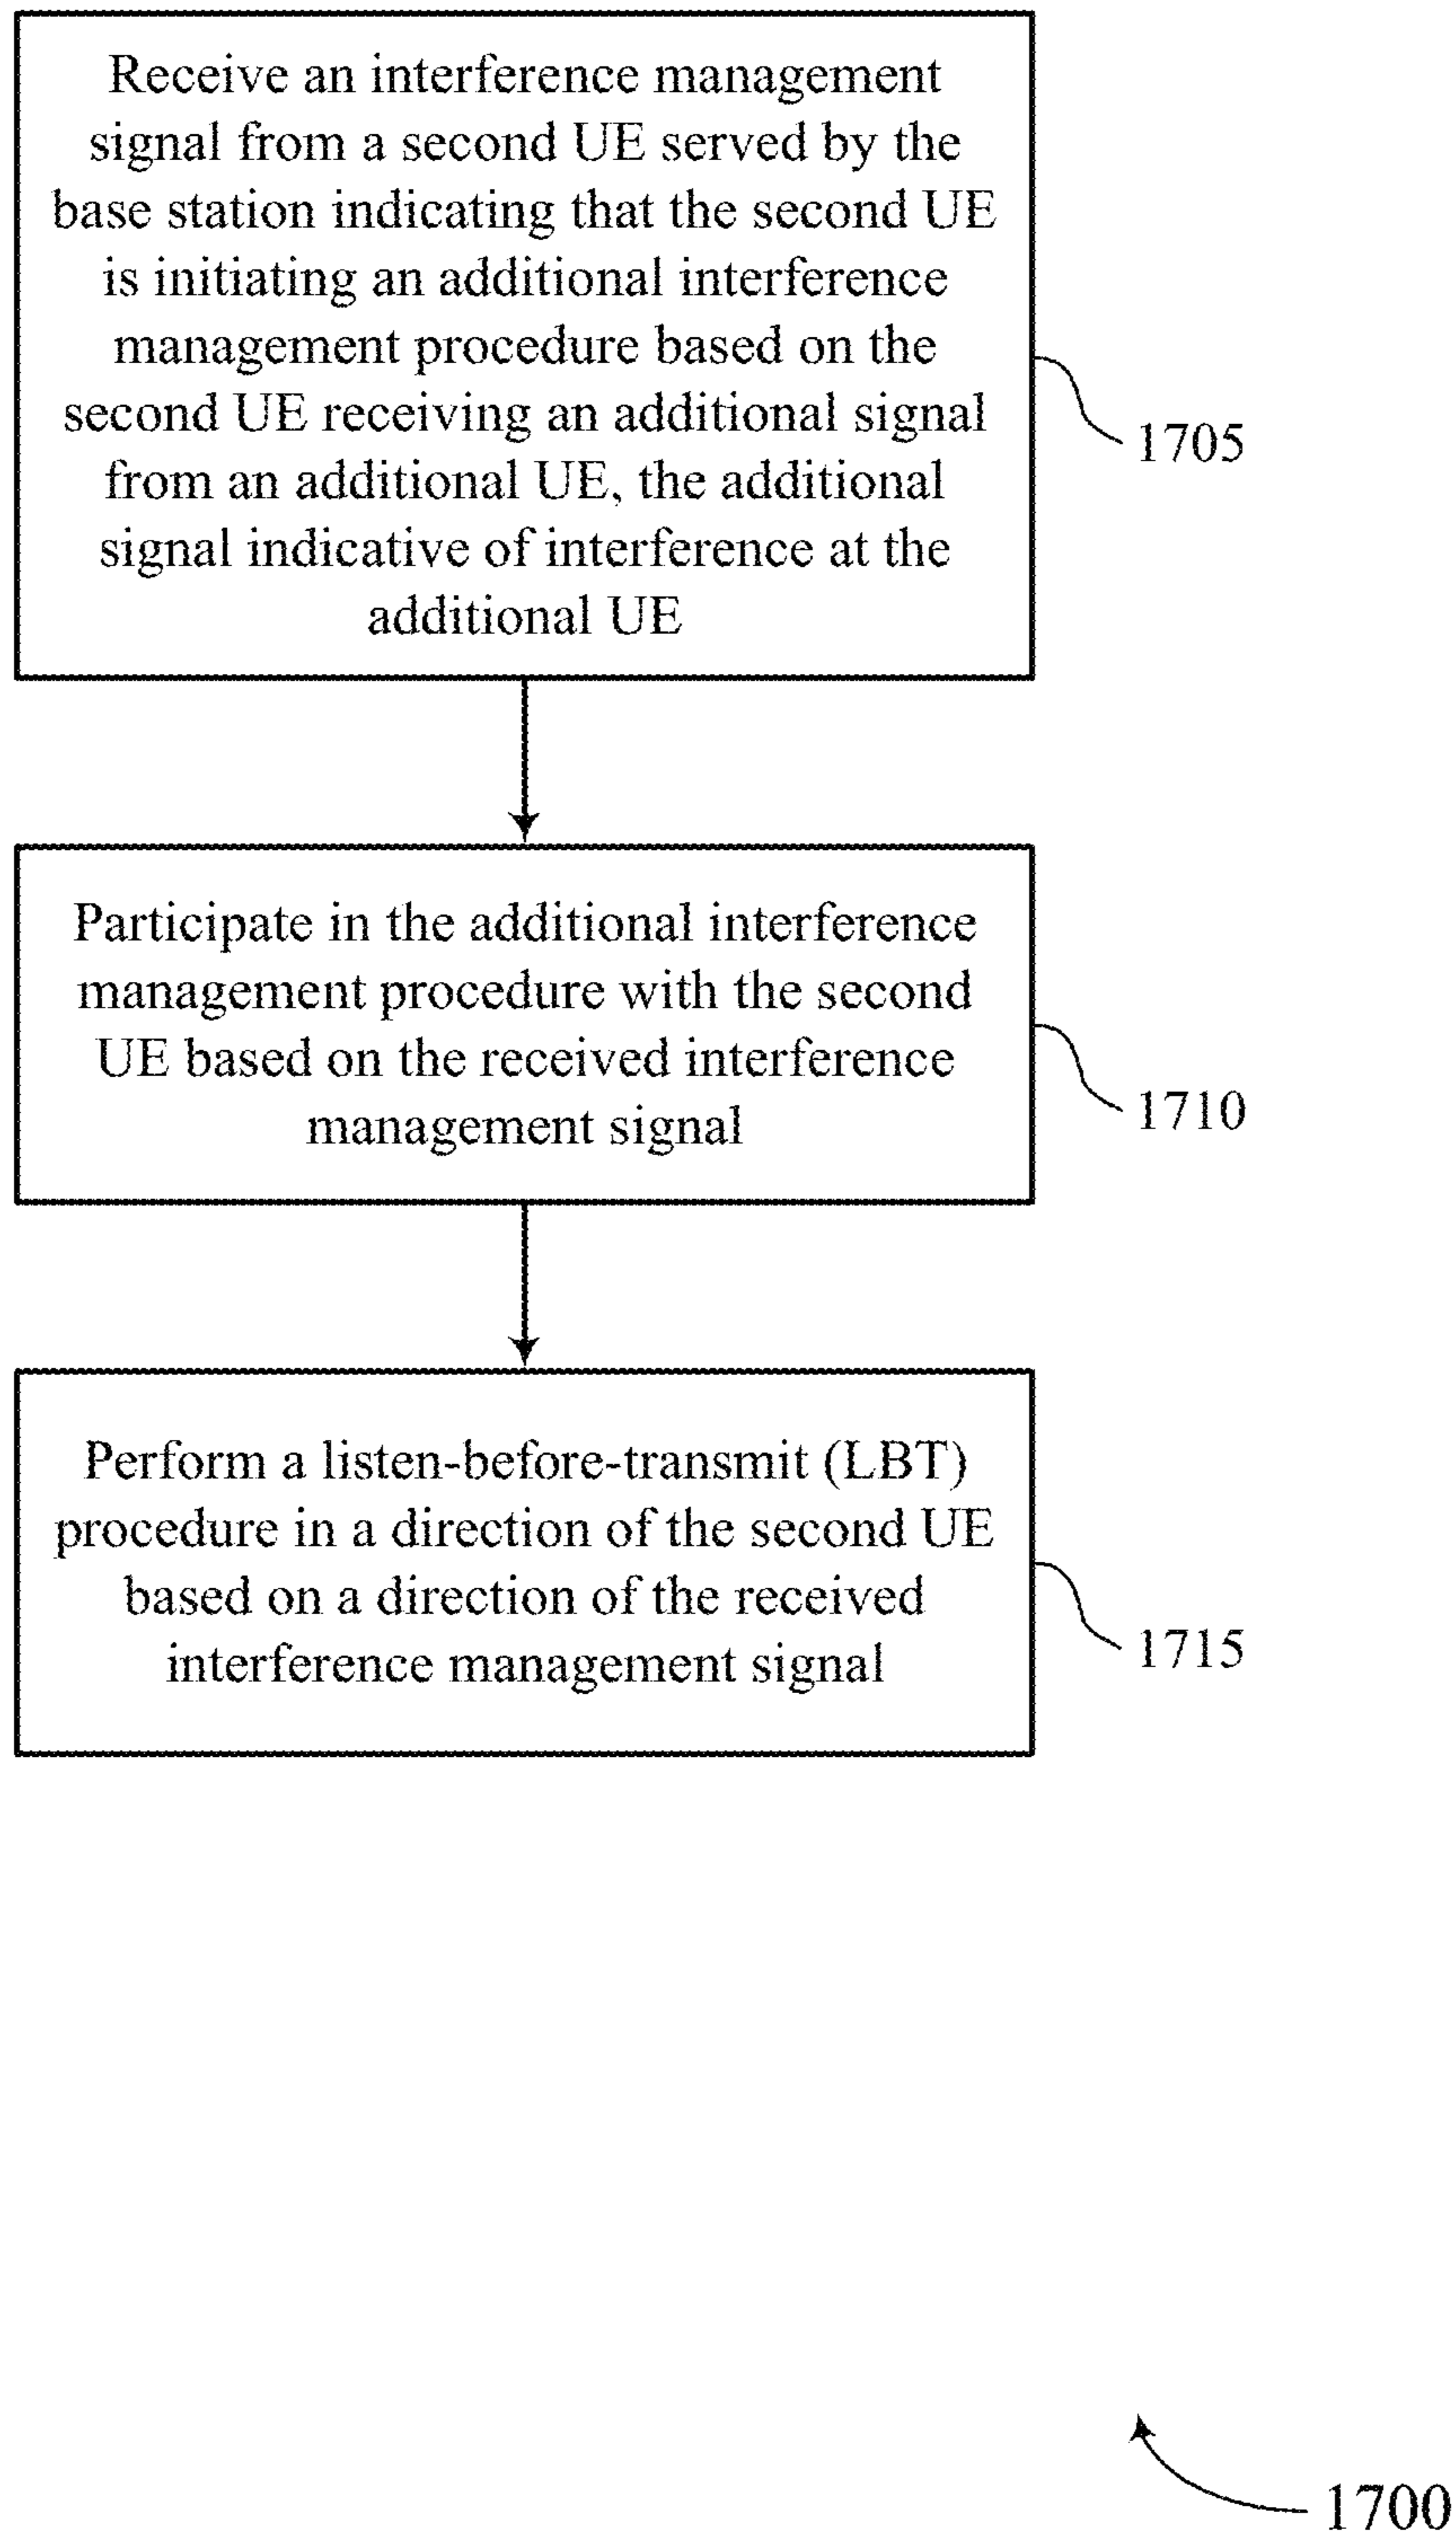 Receive an interference management
signal from a second UE served by the
base station indicating that the second UE
is initiating an additional interference
management procedure based on the
second UE receiving an additional signal
from an additional UE, the additional
signal indicative of interference at the
additional UE
1705
Participate in the additional interference
management procedure with the second
UE based on the received interference
management signal
1710
Perform a listen-before-transmit (LBT)
procedure in a direction of the second UE
based on a direction of the received
interference management signal
1715
1700